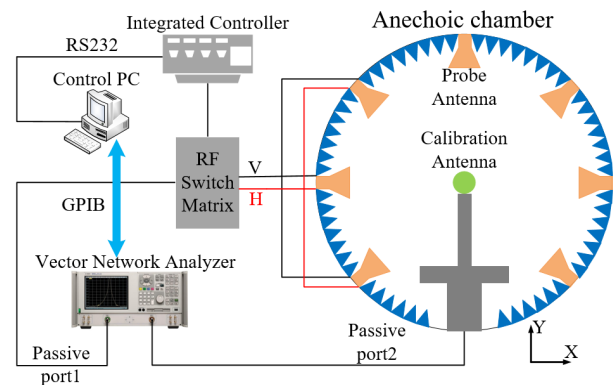 Integrated Controller
Anechoic chamber
RS232
Control PC
Probe
Antenna
Calibration
Antenna
RF
Switch
Matrix
V
H
GPIB
Vector Network Analyzer
Passive
port1
Passive
port2
Y
X